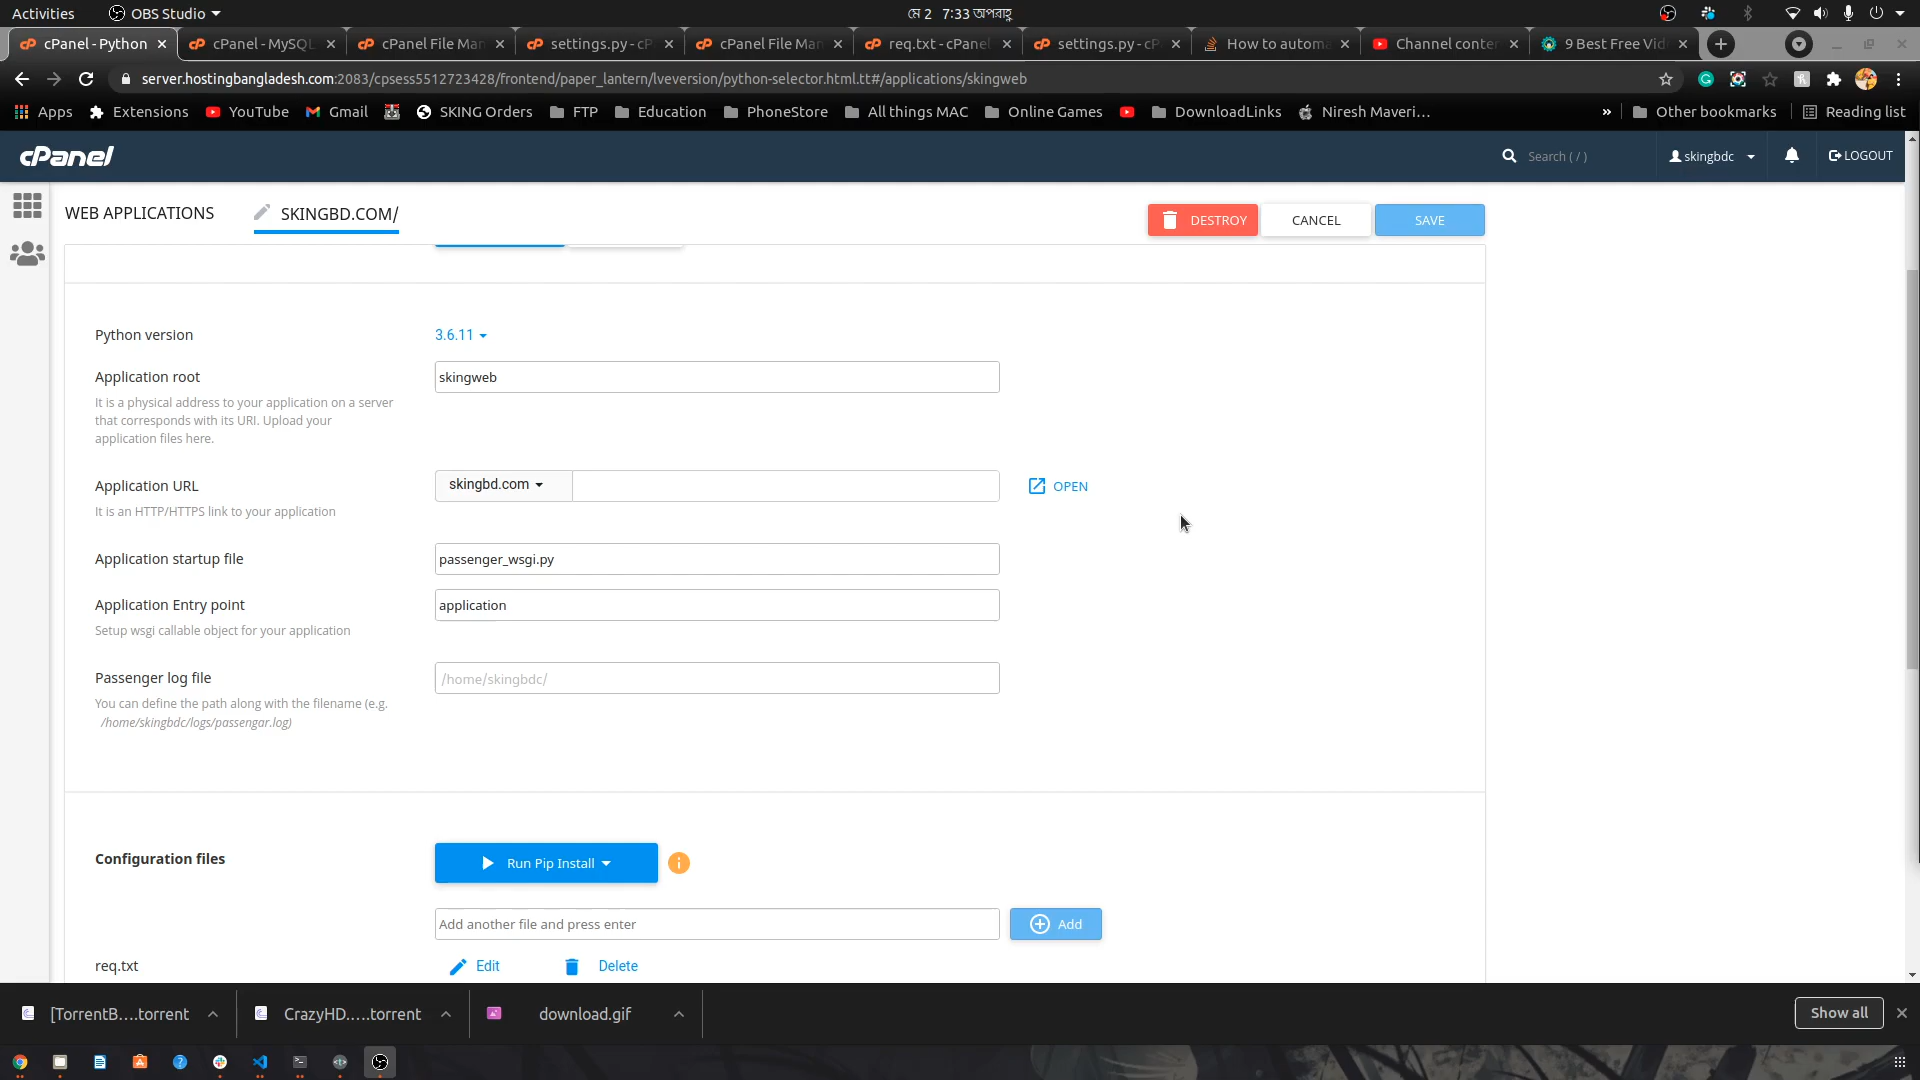 Activities
OBS Studio
মে 2 7:33 অপরাহ্ণ
cPanel - Python
cPanel - MySQL
cPanel File Man
settings.py - cP
cPanel File Man
req.txt - cPanel
settings.py - cP
How to automa
Channel conte
9 Best Free Vid
server.hostingbangladesh.com:2083/cpsess5512723428/frontend/paper_lantern/lveversion/python-selector.html.tt#/applications/skingweb
Apps
Extensions
YouTube
Gmail
SKING Orders
FTP
Education
PhoneStore
All things MAC
Online Games
DownloadLinks
Niresh Maveri...
»
Other bookmarks
Reading list
cPanel
Search ( / )
skingbdc
LOGOUT
WEB APPLICATIONS
SKINGBD.COM/
DESTROY
CANCEL
SAVE
Python version
3.6.11
Application root
skingweb
It is a physical address to your application on a server
that corresponds with its URI. Upload your
application files here.
Application URL
skingbd.com
OPEN
It is an HTTP/HTTPS link to your application
Application startup file
passenger_wsgi.py
Application Entry point
application
Setup wsgi callable object for your application
Passenger log file
/home/skingbdc/
You can define the path along with the filename (e.g.
/home/skingbdc/logs/passengar.log)
Configuration files
Run Pip Install
Add another file and press enter
Add
req.txt
Edit
Delete
[TorrentB....torrent
CrazyHD.....torrent
download.gif
Show all